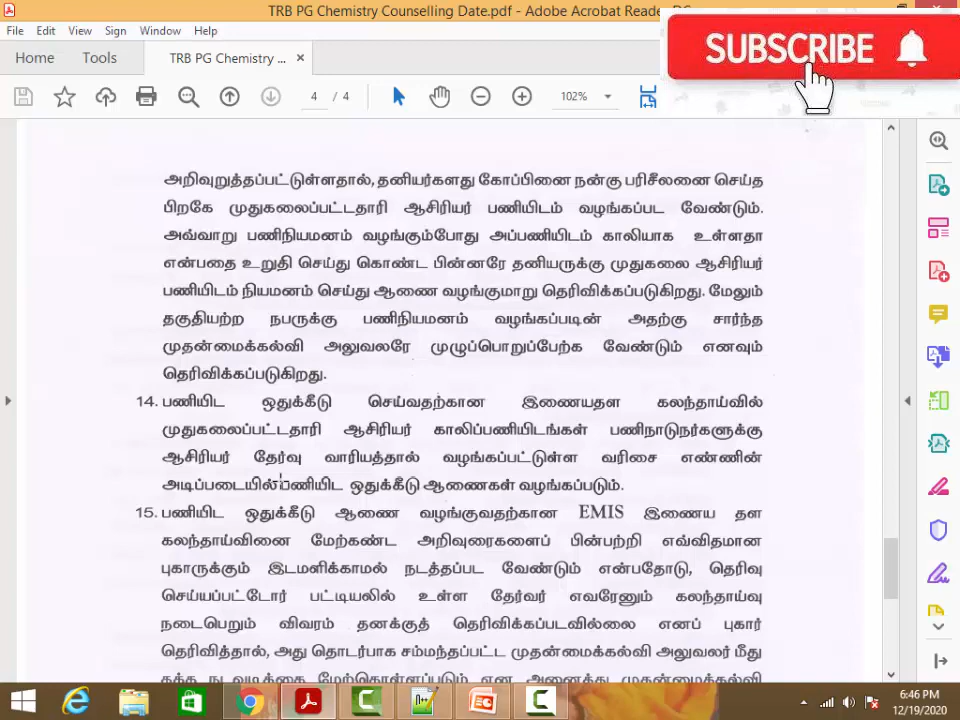 TRB PG Chemistry Counselling Date.pdf - Adobe Acrobat Reade
File Edit View Sign Window Help
SUBSCRIBE
Home Tools TRB PG Chemistry ... ×
4 / 4 102%
அறிவுறுத்தப்பட்டுள்ளதால், தனியர்களது கோப்பினை நன்கு பரிசீலனை செய்த
பிறகே முதுகலைப்பட்டதாரி ஆசிரியர் பணியிடம் வழங்கப்பட வேண்டும்.
அவ்வாறு பணிநியமனம் வழங்கும்போது அப்பணியிடம் காலியாக உள்ளதா
என்பதை உறுதி செய்து கொண்ட பின்னரே தனியருக்கு முதுகலை ஆசிரியர்
பணியிடம் நியமனம் செய்து ஆணை வழங்குமாறு தெரிவிக்கப்படுகிறது. மேலும்
தகுதியற்ற நபருக்கு பணிநியமனம் வழங்கப்படின் அதற்கு சார்ந்த
முதன்மைக்கல்வி அலுவலரே முழுப்பொறுப்பேற்க வேண்டும் எனவும்
தெரிவிக்கப்படுகிறது.
14. பணியிட ஒதுக்கீடு செய்வதற்கான இணையதள கலந்தாய்வில்
முதுகலைப்பட்டதாரி ஆசிரியர் காலிப்பணியிடங்கள் பணிநாடுநர்களுக்கு
ஆசிரியர் தேர்வு வாரியத்தால் வழங்கப்பட்டுள்ள வரிசை எண்ணின்
அடிப்படையில் பணியிட ஒதுக்கீடு ஆணைகள் வழங்கப்படும்.
15. பணியிட ஒதுக்கீடு ஆணை வழங்குவதற்கான EMIS இணைய தள
கலந்தாய்வினை மேற்கண்ட அறிவுரைகளைப் பின்பற்றி எவ்விதமான
புகாருக்கும் இடமளிக்காமல் நடத்தப்பட வேண்டும் என்பதோடு, தெரிவு
செய்யப்பட்டோர் பட்டியலில் உள்ள தேர்வர் எவரேனும் கலந்தாய்வு
நடைபெறும் விவரம் தனக்குத் தெரிவிக்கப்படவில்லை எனப் புகார்
தெரிவித்தால், அது தொடர்பாக சம்மந்தப்பட்ட முதன்மைக்கல்வி அலுவலர் மீது
தக்க நடவடிக்கை மேற்கொள்ளப்படும் என அனைத்து முதன்மைக்கல்வி
6:46 PM
12/19/2020